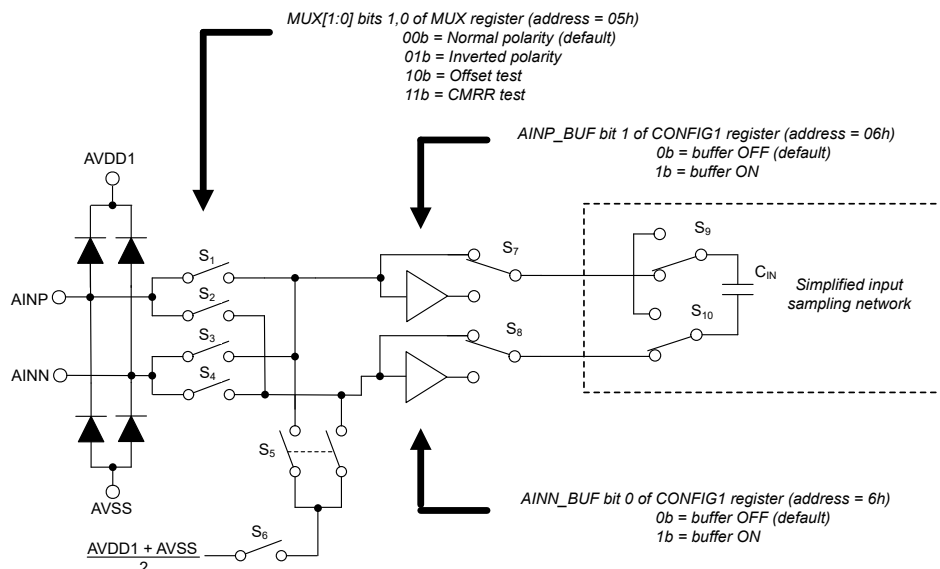 MUX[1:0] bits 1,0 of MUX register (address = 05h)
00b = Normal polarity (default)
01b = Inverted polarity
10b = Offset test
11b = CMRR test
AINP_BUF bit 1 of CONFIG1 register (address = 06h)
0b = buffer OFF (default)
1b = buffer ON
AVDD1
S1
S2
S3
S4
AINP
AINN
S7
S8
S9
S10
CIN
Simplified input
sampling network
S5
AVSS
S6
AVDD1 + AVSS
2
AINN_BUF bit 0 of CONFIG1 register (address = 6h)
0b = buffer OFF (default)
1b = buffer ON